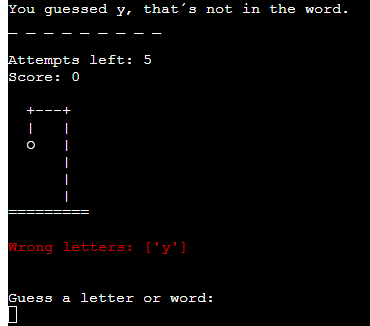 You guessed y, that´s not in the word.
_ _ _ _ _ _ _ _ _
Attempts left: 5
Score: 0
+---+
|   |
O   |
|
|
|
=========
Wrong letters: ['y']
Guess a letter or word: